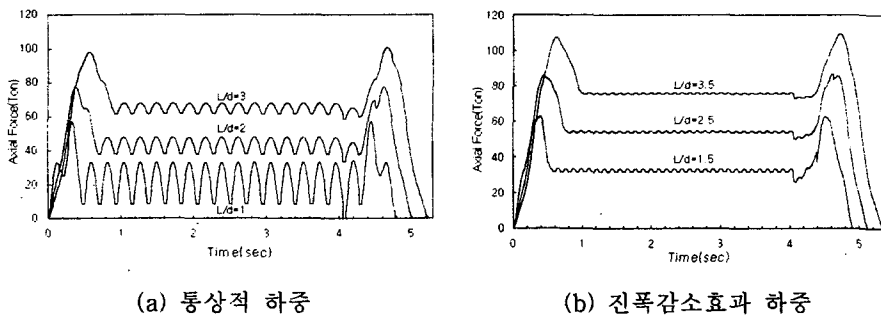 120
100
80
60
40
20
0
Axial Force(Ton)
L/d=3
L/d=2
L/d=1
0 1 2 3 4 5
Time(sec)
(a) 통상적 하중
120
100
80
60
40
20
0
Axial Force(Ton)
L/d=3.5
L/d=2.5
L/d=1.5
0 1 2 3 4 5
Time(sec)
(b) 진폭감소효과 하중